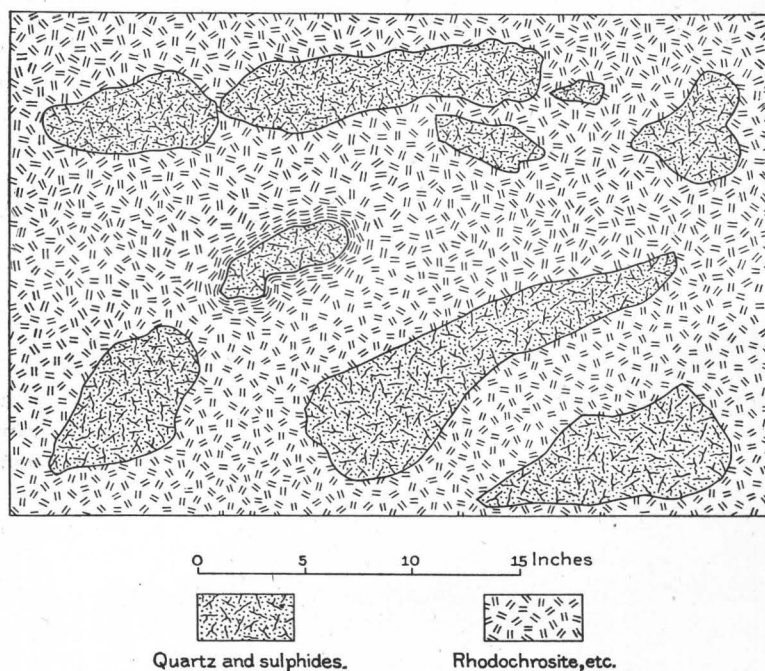 0 5 10 15 Inches
Quartz and sulphides. Rhodochrosite, etc.